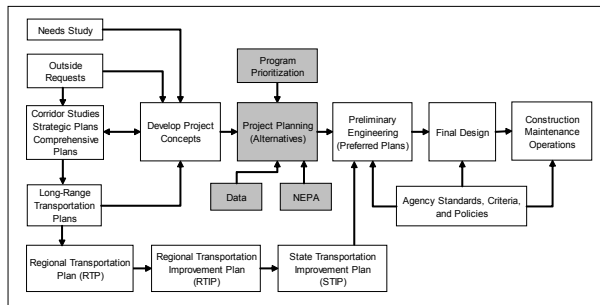 Needs Study
Outside
Requests
Program
Prioritization
Corridor Studies
Strategic Plans
Comprehensive
Plans
Develop Project
Concepts
Project Planning
(Alternatives)
Preliminary
Engineering
(Preferred Plans)
Final Design
Construction
Maintenance
Operations
Long-Range
Transportation
Plans
Data
NEPA
Agency Standards, Criteria,
and Policies
Regional Transportation
Plan (RTP)
Regional Transportation
Improvement Plan
(RTIP)
State Transportation
Improvement Plan
(STIP)